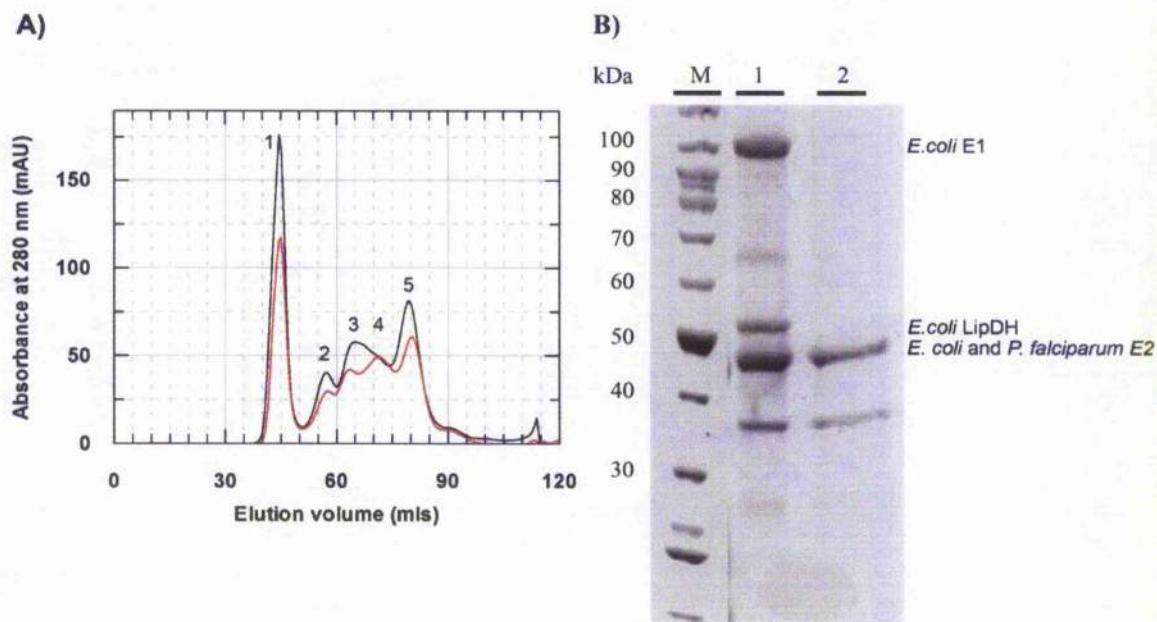 A)
Absorbance at 280 nm (mAU)
150
100
50
0
1
2
3
4
5
0 30 60 90 120
Elution volume (mls)
B)
kDa M 1 2
100
90
80
70
60
50
40
30
E.coli E1
E.coli LipDH
E. coli and P. falciparum E2